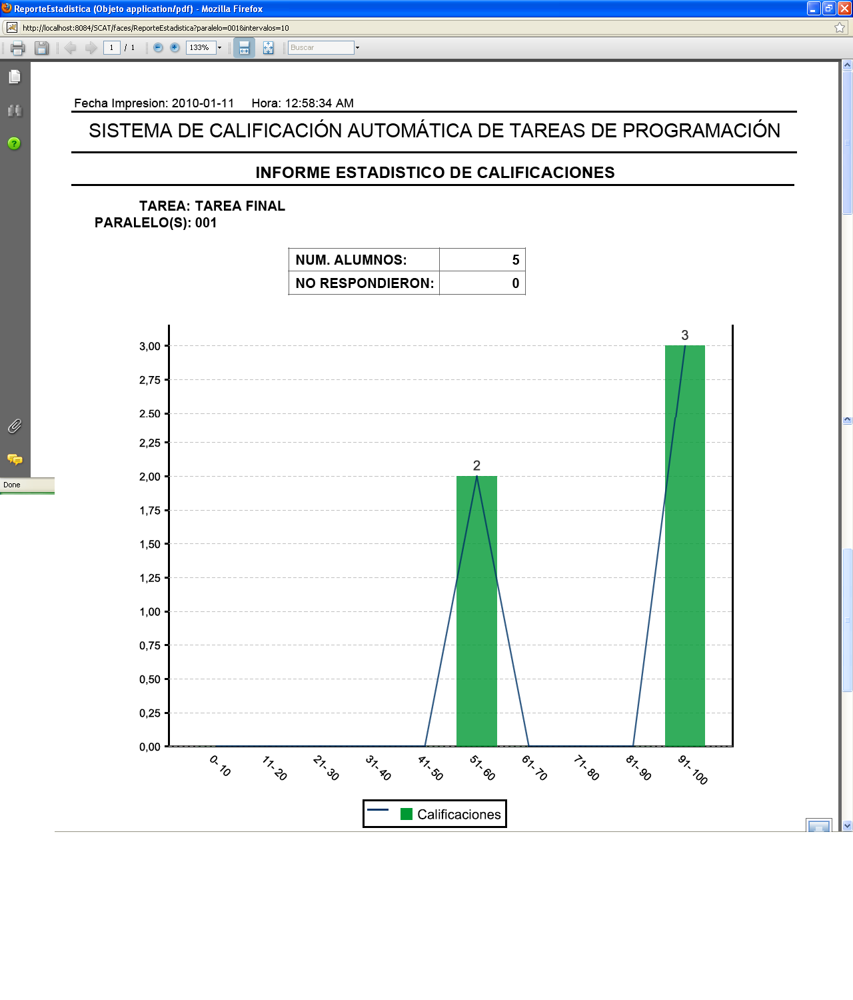 ReporteEstadistica (Objeto application/pdf) - Mozilla Firefox
http://localhost:8084/SCAT/faces/ReporteEstadistica?paralelo=001&intervalos=10
1 / 1 133% Buscar
Fecha Impresion: 2010-01-11 Hora: 12:58:34 AM
SISTEMA DE CALIFICACIÓN AUTOMÁTICA DE TAREAS DE PROGRAMACIÓN
INFORME ESTADISTICO DE CALIFICACIONES
TAREA: TAREA FINAL
PARALELO(S): 001
NUM. ALUMNOS: 5
NO RESPONDIERON: 0
3
3,00
2,75
2.50
2,25
2
2,00
1,75
1,50
1,25
1,00
0,75
0,50
0,25
0,00
0- 10 11- 20 21- 30 31- 40 41- 50 51- 60 61- 70 71- 80 81- 90 91- 100
Calificaciones
Done